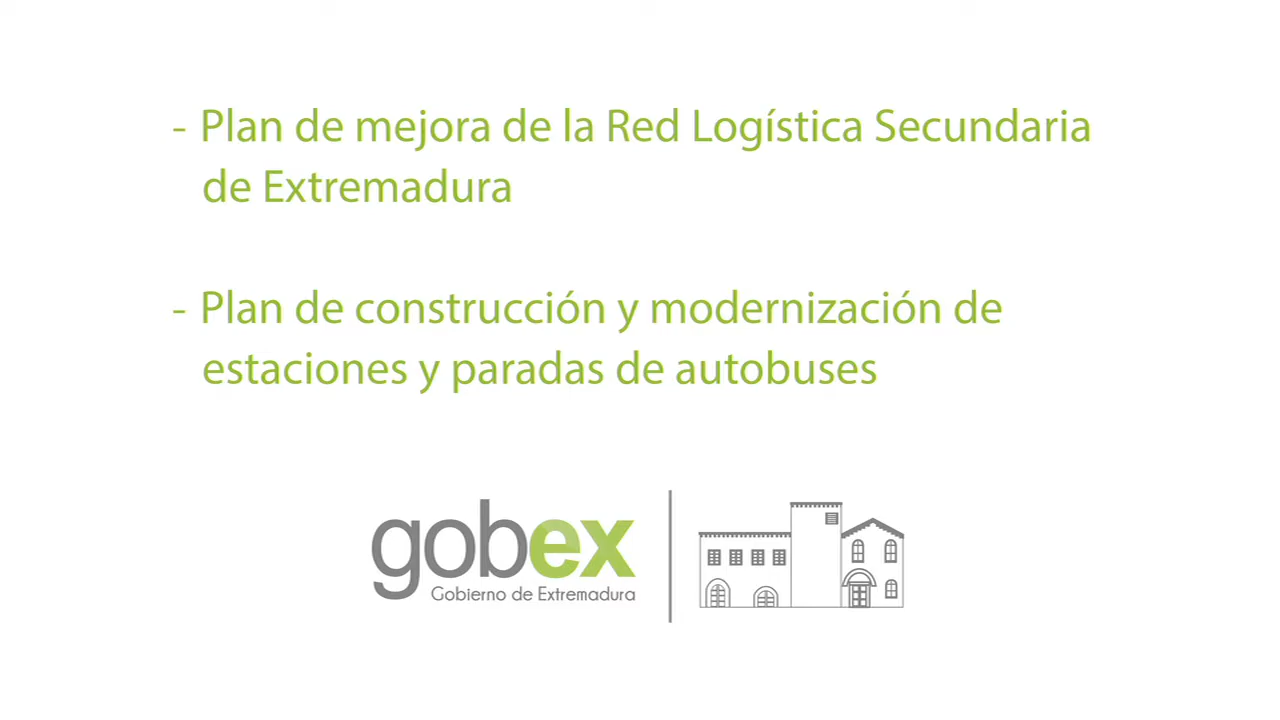 - Plan de mejora de la Red Logística Secundaria
de Extremadura
- Plan de construcción y modernización de
estaciones y paradas de autobuses
gobex
Gobierno de Extremadura